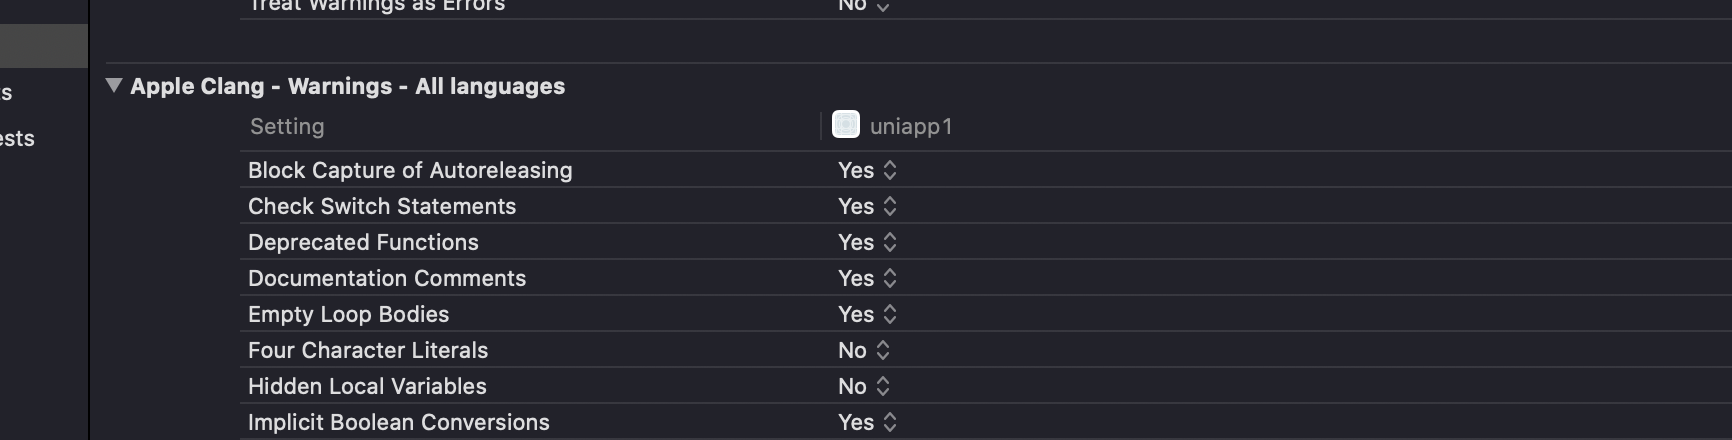 Treat Warnings as Errors No
s
ests
Apple Clang - Warnings - All languages
Setting uniapp1
Block Capture of Autoreleasing Yes
Check Switch Statements Yes
Deprecated Functions Yes
Documentation Comments Yes
Empty Loop Bodies Yes
Four Character Literals No
Hidden Local Variables No
Implicit Boolean Conversions Yes